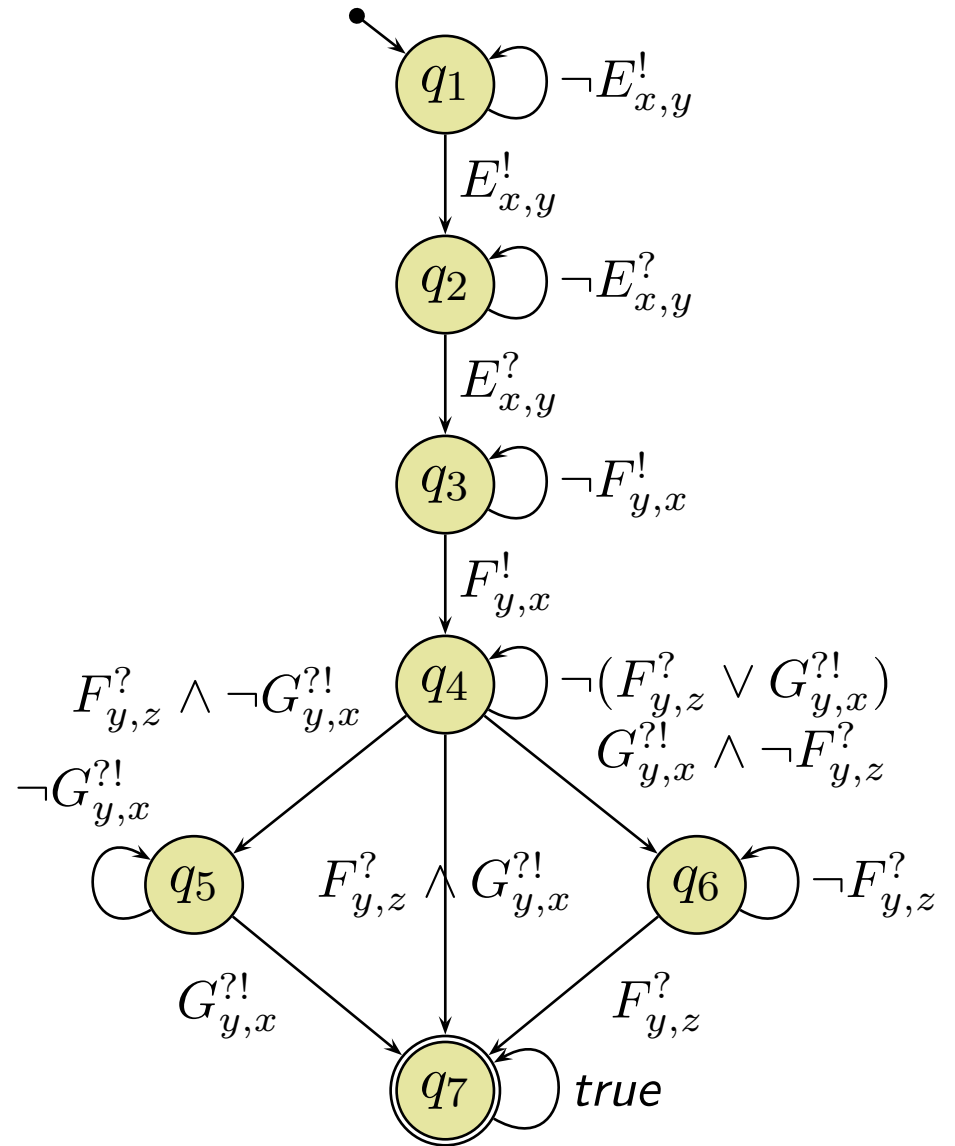 q₁ ¬E^!_{x,y}
E^!_{x,y}
q₂ ¬E^?_{x,y}
E^?_{x,y}
q₃ ¬F^!_{y,x}
F^!_{y,x}
F^?_{y,z} ∧ ¬G^{?!}_{y,x}
q₄ ¬(F^?_{y,z} ∨ G^{?!}_{y,x})
G^{?!}_{y,x} ∧ ¬F^?_{y,z}
¬G^{?!}_{y,x}
q₅ F^?_{y,z} ∧ G^{?!}_{y,x} q₆ ¬F^?_{y,z}
G^{?!}_{y,x} F^?_{y,z}
q₇ true